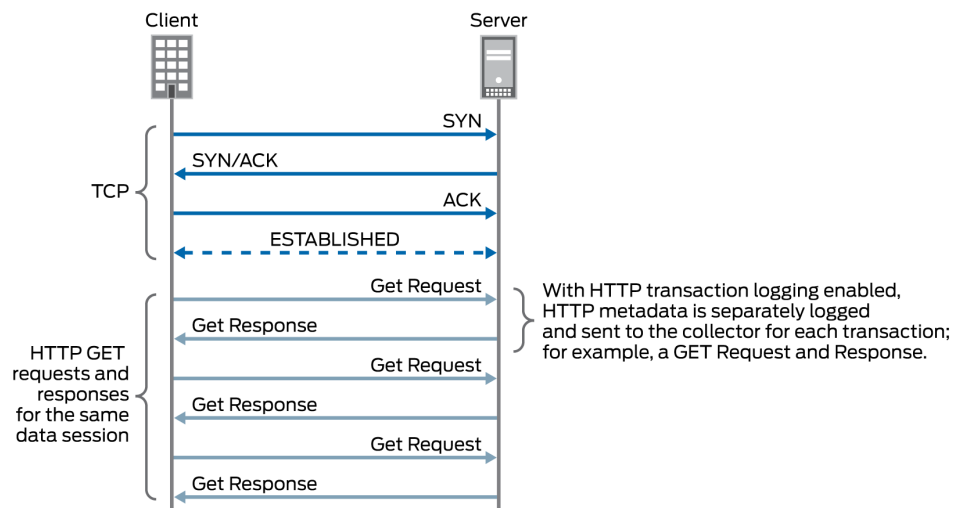 Client
Server
SYN
SYN/ACK
TCP
ACK
ESTABLISHED
Get Request
With HTTP transaction logging enabled,
HTTP metadata is separately logged
and sent to the collector for each transaction;
for example, a GET Request and Response.
Get Response
HTTP GET
requests and
responses
for the same
data session
Get Request
Get Response
Get Request
Get Response